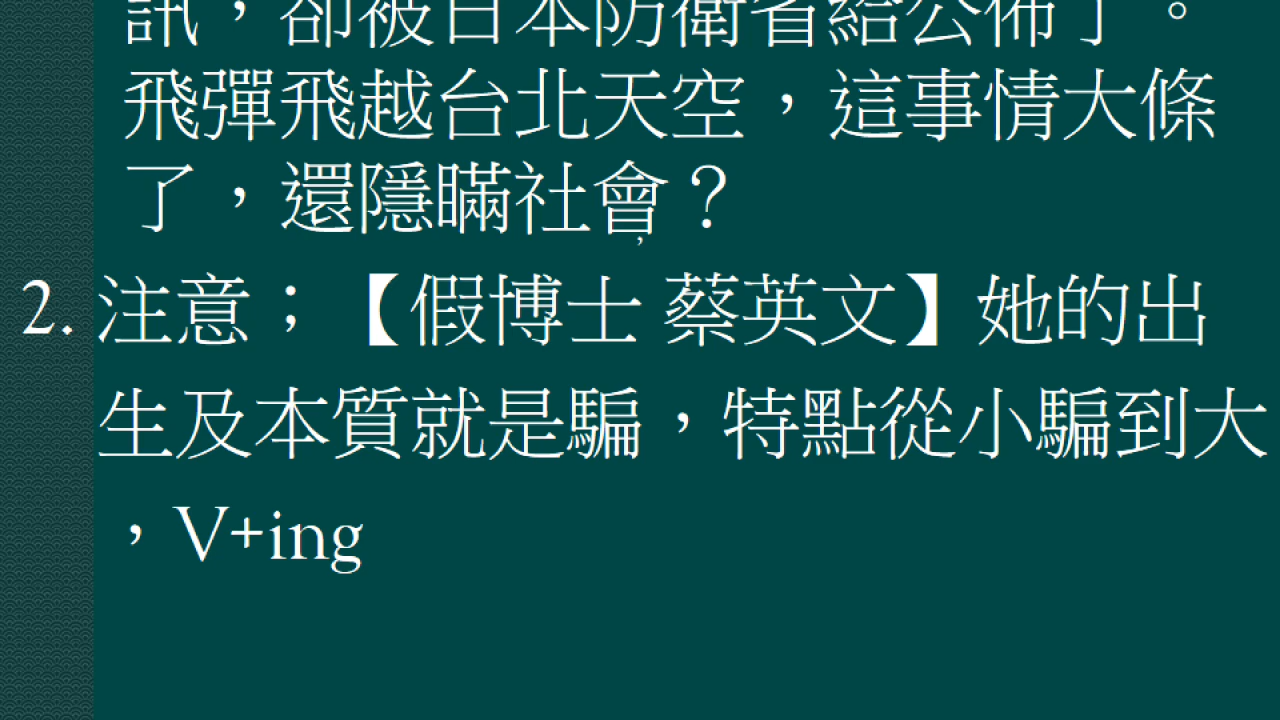 訊，卻被日本防衛省給公佈了。
飛彈飛越台北天空，這事情大條
了，還隱瞞社會？
，
2. 注意；【假博士 蔡英文】她的出
生及本質就是騙，特點從小騙到大
，V+ing